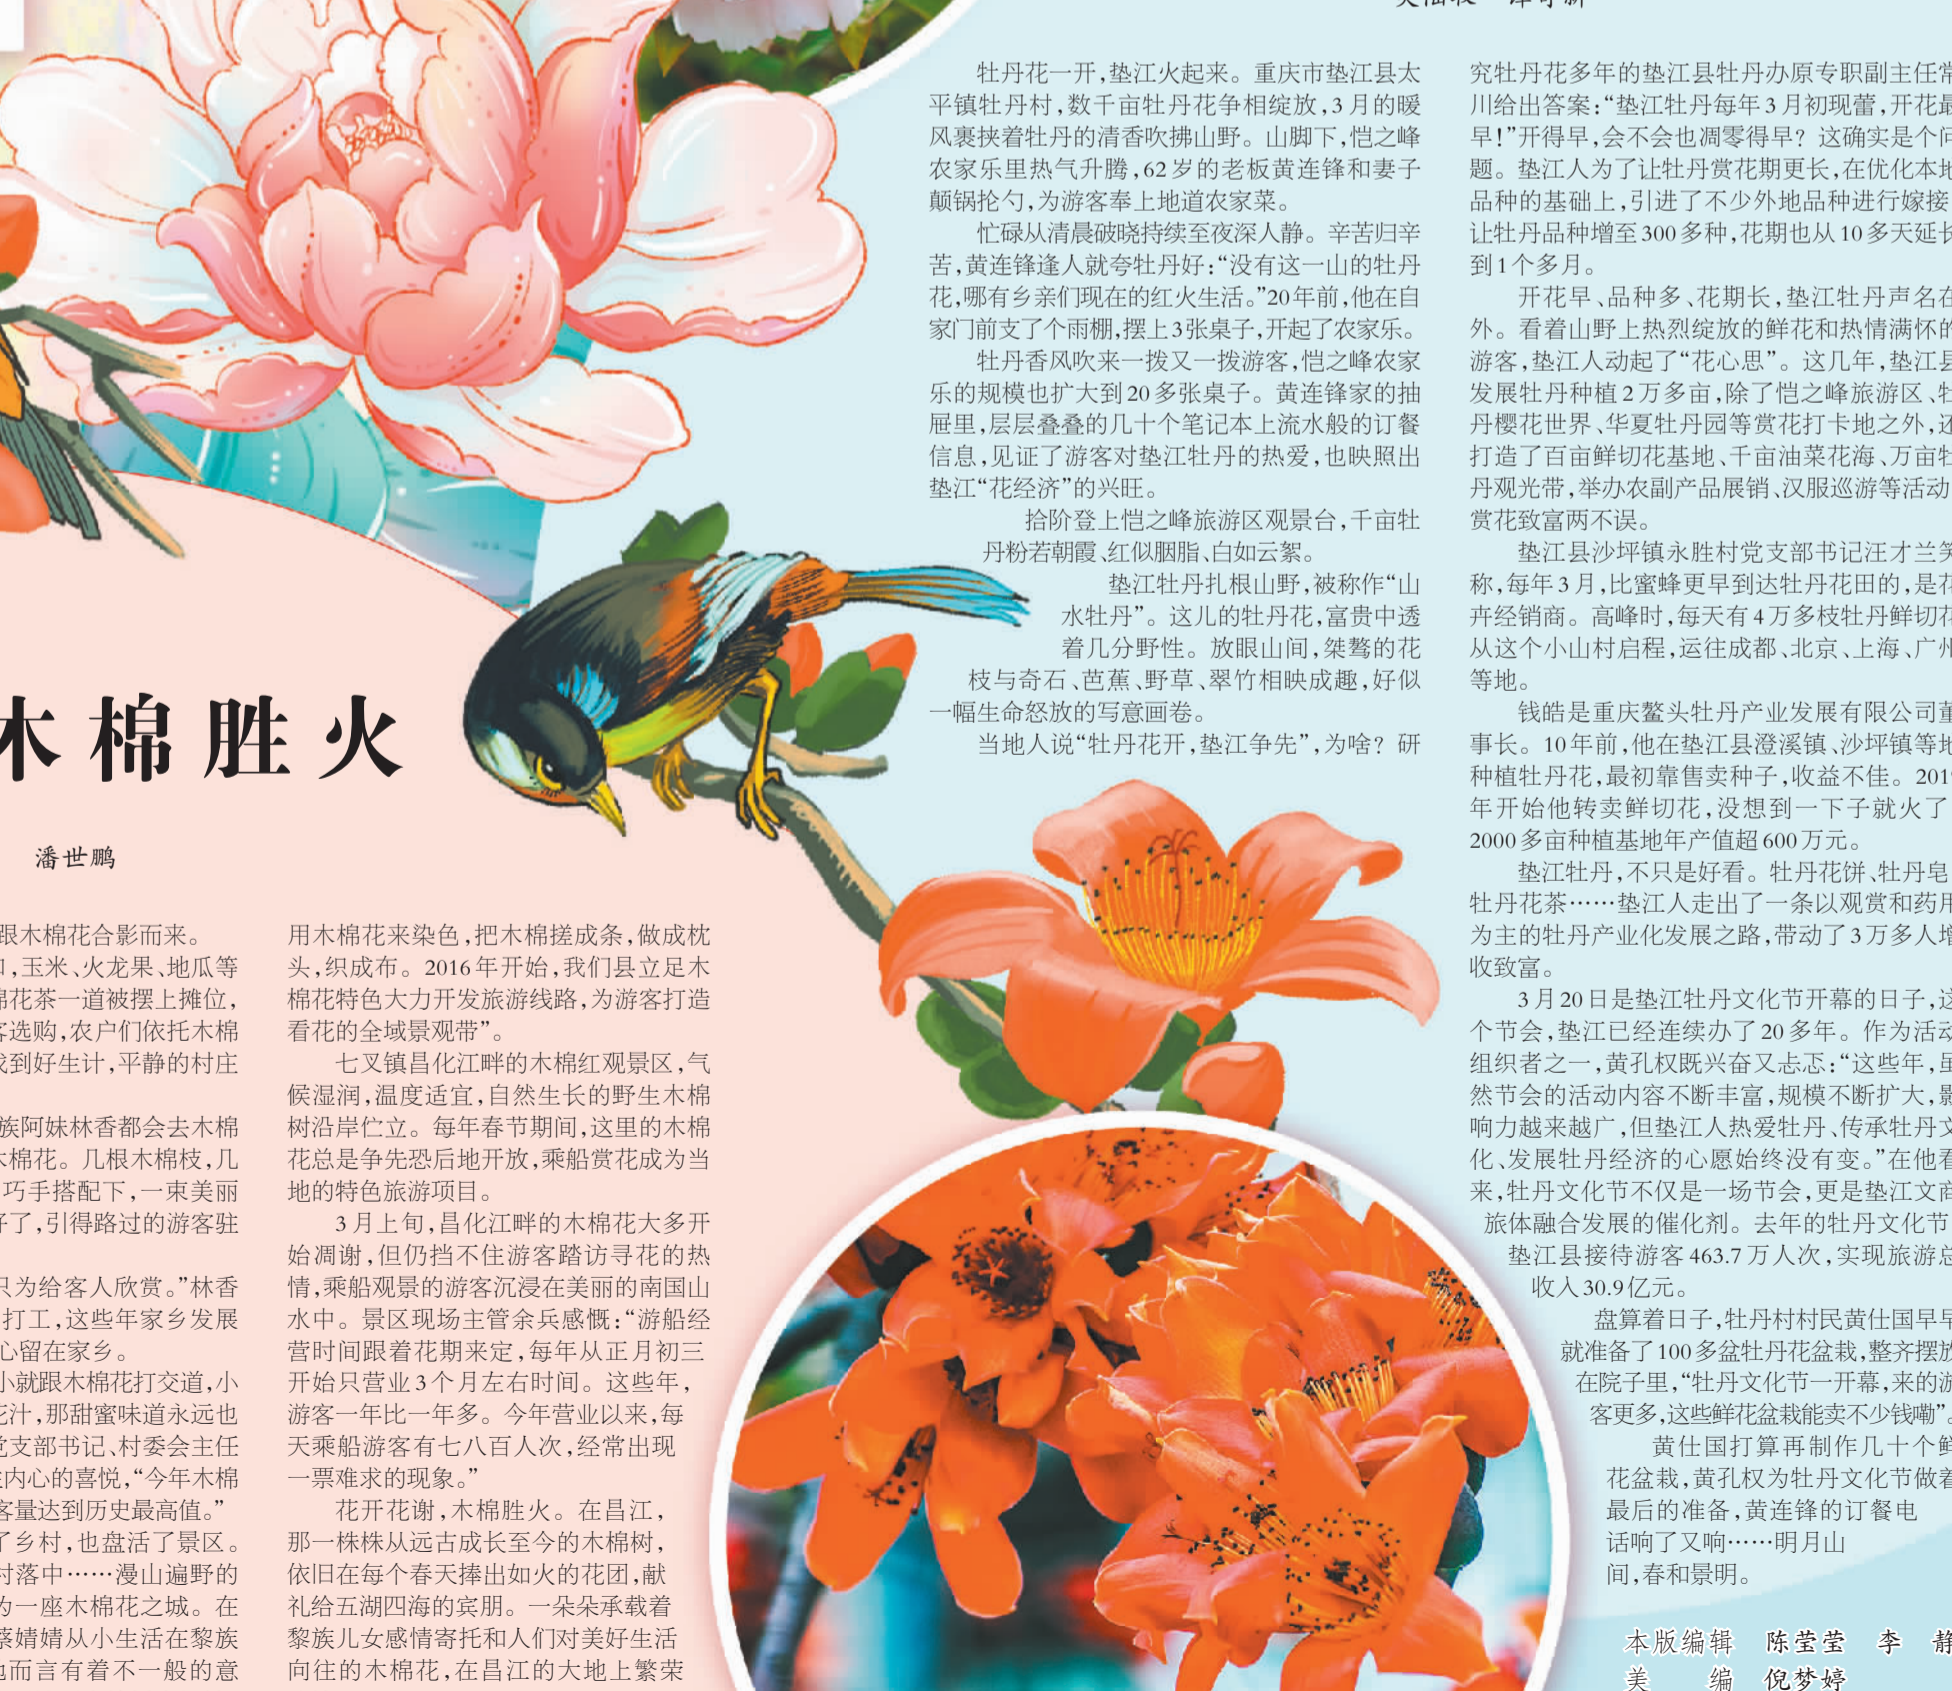 木棉胜火
潘世鹏
跟木棉花合影而来。
,玉米、火龙果、地瓜等
棉花茶一道被摆上摊位,
客选购,农户们依托木棉
找到好生计,平静的村庄
族阿妹林香都会去木棉
木棉花。几根木棉枝,几
巧手搭配下,一束美丽
好了,引得路过的游客驻
只为给客人欣赏。”林香
打工,这些年家乡发展
心留在家乡。
小就跟木棉花打交道,小
花汁,那甜蜜味道永远也
党支部书记、村委会主任
内心的喜悦,“今年木棉
客量达到历史最高值。”
了乡村,也盘活了景区。
村落中……漫山遍野的
为一座木棉花之城。在
蔡婧婧从小生活在黎族
地而言有着不一般的意
用木棉花来染色,把木棉搓成条,做成枕
头,织成布。2016年开始,我们县立足木
棉花特色大力开发旅游线路,为游客打造
看花的全域景观带”。
七叉镇昌化江畔的木棉红观景区,气
候湿润,温度适宜,自然生长的野生木棉
树沿岸伫立。每年春节期间,这里的木棉
花总是争先恐后地开放,乘船赏花成为当
地的特色旅游项目。
3月上旬,昌化江畔的木棉花大多开
始凋谢,但仍挡不住游客踏访寻花的热
情,乘船观景的游客沉浸在美丽的南国山
水中。景区现场主管余兵感慨:“游船经
营时间跟着花期来定,每年从正月初三
开始只营业3个月左右时间。这些年,
游客一年比一年多。今年营业以来,每
天乘船游客有七八百人次,经常出现
一票难求的现象。”
花开花谢,木棉胜火。在昌江,
那一株株从远古成长至今的木棉树,
依旧在每个春天捧出如火的花团,献
礼给五湖四海的宾朋。一朵朵承载着
黎族儿女感情寄托和人们对美好生活
向往的木棉花,在昌江的大地上繁荣
牡丹花一开,垫江火起来。重庆市垫江县太
平镇牡丹村,数千亩牡丹花争相绽放,3月的暖
风裹挟着牡丹的清香吹拂山野。山脚下,恺之峰
农家乐里热气升腾,62岁的老板黄连锋和妻子
颠锅抡勺,为游客奉上地道农家菜。
忙碌从清晨破晓持续至夜深人静。辛苦归辛
苦,黄连锋逢人就夸牡丹好:“没有这一山的牡丹
花,哪有乡亲们现在的红火生活。”20年前,他在自
家门前支了个雨棚,摆上3张桌子,开起了农家乐。
牡丹香风吹来一拨又一拨游客,恺之峰农家
乐的规模也扩大到20多张桌子。黄连锋家的抽
屉里,层层叠叠的几十个笔记本上流水般的订餐
信息,见证了游客对垫江牡丹的热爱,也映照出
垫江“花经济”的兴旺。
拾阶登上恺之峰旅游区观景台,千亩牡
丹粉若朝霞、红似胭脂、白如云絮。
垫江牡丹扎根山野,被称作“山
水牡丹”。这儿的牡丹花,富贵中透
着几分野性。放眼山间,桀骜的花
枝与奇石、芭蕉、野草、翠竹相映成趣,好似
一幅生命怒放的写意画卷。
当地人说“牡丹花开,垫江争先”,为啥?研
究牡丹花多年的垫江县牡丹办原专职副主任常
川给出答案:“垫江牡丹每年3月初现蕾,开花最
早!”开得早,会不会也凋零得早?这确实是个问
题。垫江人为了让牡丹赏花期更长,在优化本地
品种的基础上,引进了不少外地品种进行嫁接
让牡丹品种增至300多种,花期也从10多天延长
到1个多月。
开花早、品种多、花期长,垫江牡丹声名在
外。看着山野上热烈绽放的鲜花和热情满怀的
游客,垫江人动起了“花心思”。这几年,垫江县
发展牡丹种植2万多亩,除了恺之峰旅游区、牡
丹樱花世界、华夏牡丹园等赏花打卡地之外,还
打造了百亩鲜切花基地、千亩油菜花海、万亩牡
丹观光带,举办农副产品展销、汉服巡游等活动
赏花致富两不误。
垫江县沙坪镇永胜村党支部书记汪才兰笑
称,每年3月,比蜜蜂更早到达牡丹花田的,是花
卉经销商。高峰时,每天有4万多枝牡丹鲜切花
从这个小山村启程,运往成都、北京、上海、广州
等地。
钱皓是重庆鳌头牡丹产业发展有限公司董
事长。10年前,他在垫江县澄溪镇、沙坪镇等地
种植牡丹花,最初靠售卖种子,收益不佳。2019
年开始他转卖鲜切花,没想到一下子就火了
2000多亩种植基地年产值超600万元。
垫江牡丹,不只是好看。牡丹花饼、牡丹皂
牡丹花茶……垫江人走出了一条以观赏和药用
为主的牡丹产业化发展之路,带动了3万多人增
收致富。
3月20日是垫江牡丹文化节开幕的日子,这
个节会,垫江已经连续办了20多年。作为活动
组织者之一,黄孔权既兴奋又忐忑:“这些年,虽
然节会的活动内容不断丰富,规模不断扩大,影
响力越来越广,但垫江人热爱牡丹、传承牡丹文
化、发展牡丹经济的心愿始终没有变。”在他看
来,牡丹文化节不仅是一场节会,更是垫江文商
旅体融合发展的催化剂。去年的牡丹文化节
垫江县接待游客463.7万人次,实现旅游总
收入30.9亿元。
盘算着日子,牡丹村村民黄仕国早早
就准备了100多盆牡丹花盆栽,整齐摆放
在院子里,“牡丹文化节一开幕,来的游
客更多,这些鲜花盆栽能卖不少钱嘞”。
黄仕国打算再制作几十个鲜
花盆栽,黄孔权为牡丹文化节做着
最后的准备,黄连锋的订餐电
话响了又响……明月山
间,春和景明。
本版编辑 陈莹莹 李 静
美 编 倪梦婷